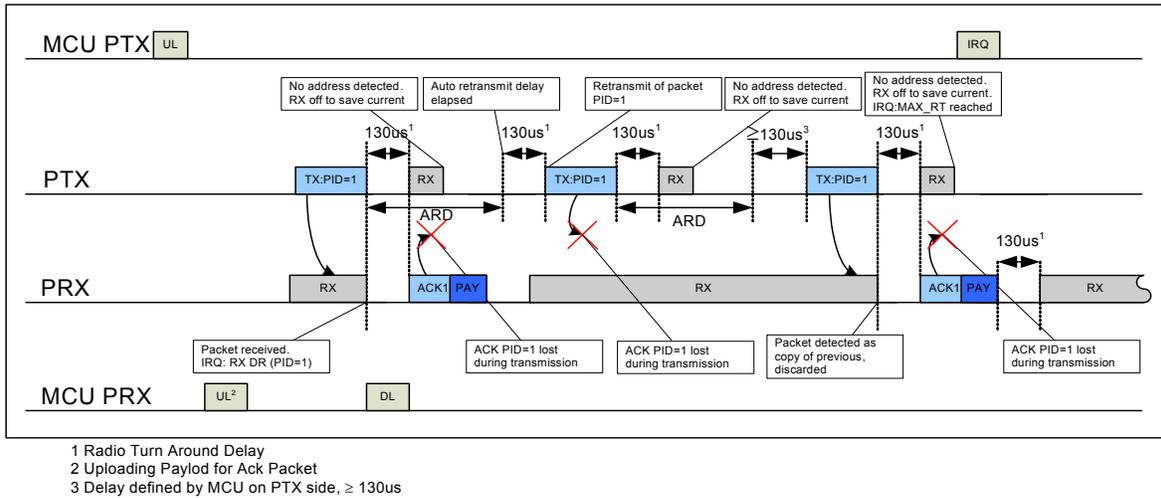 MCU PTX
UL
IRQ
No address detected.
RX off to save current
Auto retransmit delay
elapsed
Retransmit of packet
PID=1
No address detected.
RX off to save current
No address detected.
RX off to save current.
IRQ:MAX_RT reached
130us¹
130us¹
130us¹
≥130us³
130us¹
PTX
TX:PID=1
RX
TX:PID=1
RX
TX:PID=1
RX
ARD
ARD
130us¹
PRX
RX
ACK1
PAY
RX
ACK1
PAY
RX
Packet received.
IRQ: RX DR (PID=1)
ACK PID=1 lost
during transmission
ACK PID=1 lost
during transmission
Packet detected as
copy of previous,
discarded
ACK PID=1 lost
during transmission
MCU PRX
UL²
DL
1 Radio Turn Around Delay
2 Uploading Paylod for Ack Packet
3 Delay defined by MCU on PTX side, ≥ 130us